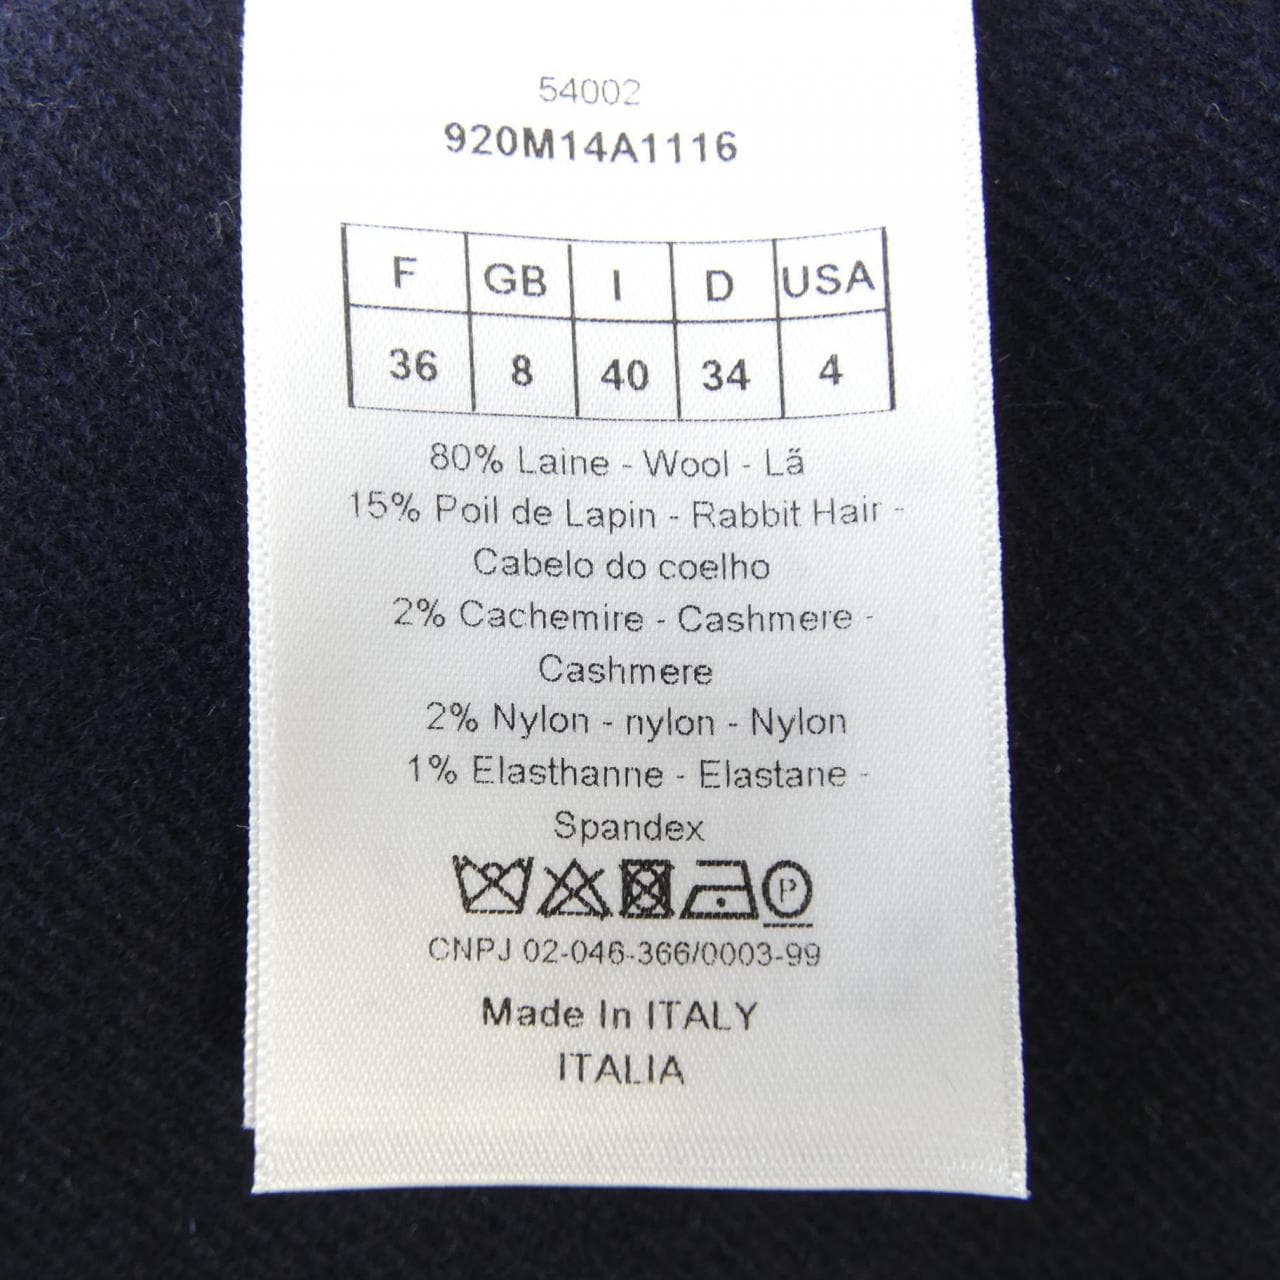 54002
920M14A1116
F GB I D USA
36 8 40 34 4
80% Laine - Wool - Lã
15% Poil de Lapin - Rabbit Hair -
Cabelo do coelho
2% Cachemire - Cashmere -
Cashmere
2% Nylon - nylon - Nylon
1% Elasthanne - Elastane -
Spandex
P
CNPJ 02-046-366/0003-99
Made In ITALY
ITALIA